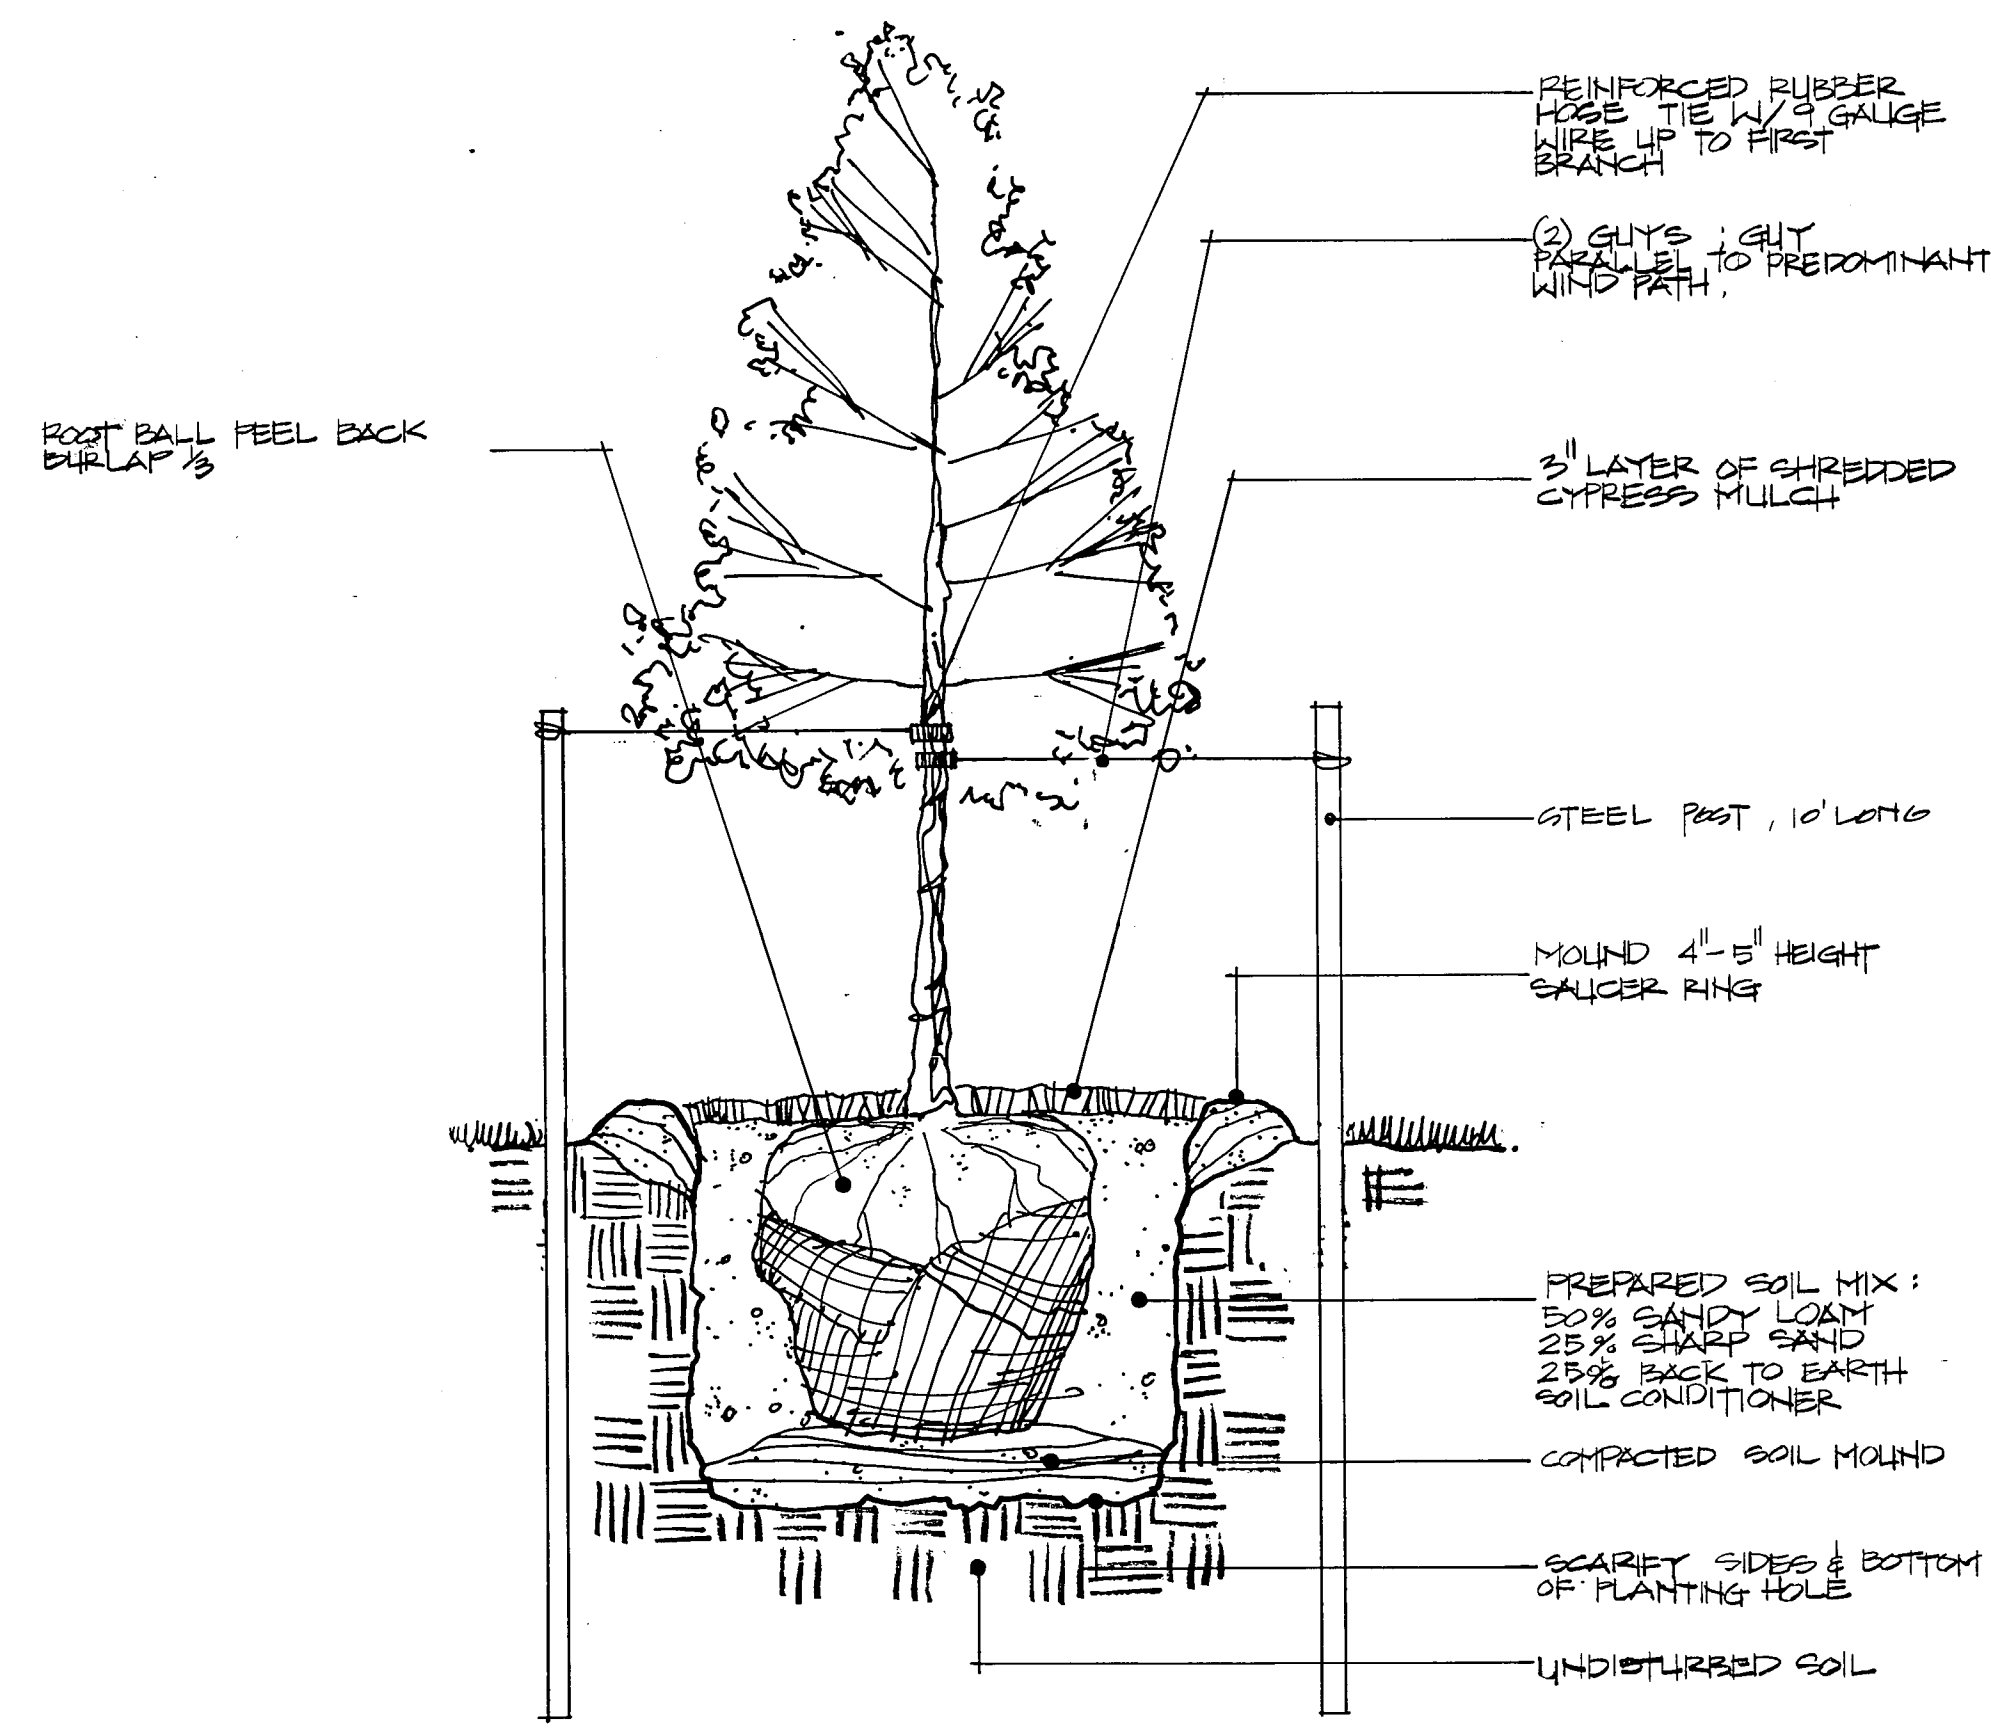 REINFORCED RUBBER
HOSE TIE W/ 9 GAUGE
WIRE UP TO FIRST
BRANCH
(2) GUYS ; GUY
PARALLEL TO PREDOMINANT
WIND PATH.
ROOT BALL PEEL BACK
BURLAP 1/3
3" LAYER OF SHREDDED
CYPRESS MULCH
STEEL POST, 10' LONG
MOUND 4"-5" HEIGHT
SAUCER RING
PREPARED SOIL MIX:
50% SANDY LOAM
25% SHARP SAND
25% BACK TO EARTH
SOIL CONDITIONER
COMPACTED SOIL MOUND
SCARIFY SIDES & BOTTOM
OF PLANTING HOLE
UNDISTURBED SOIL